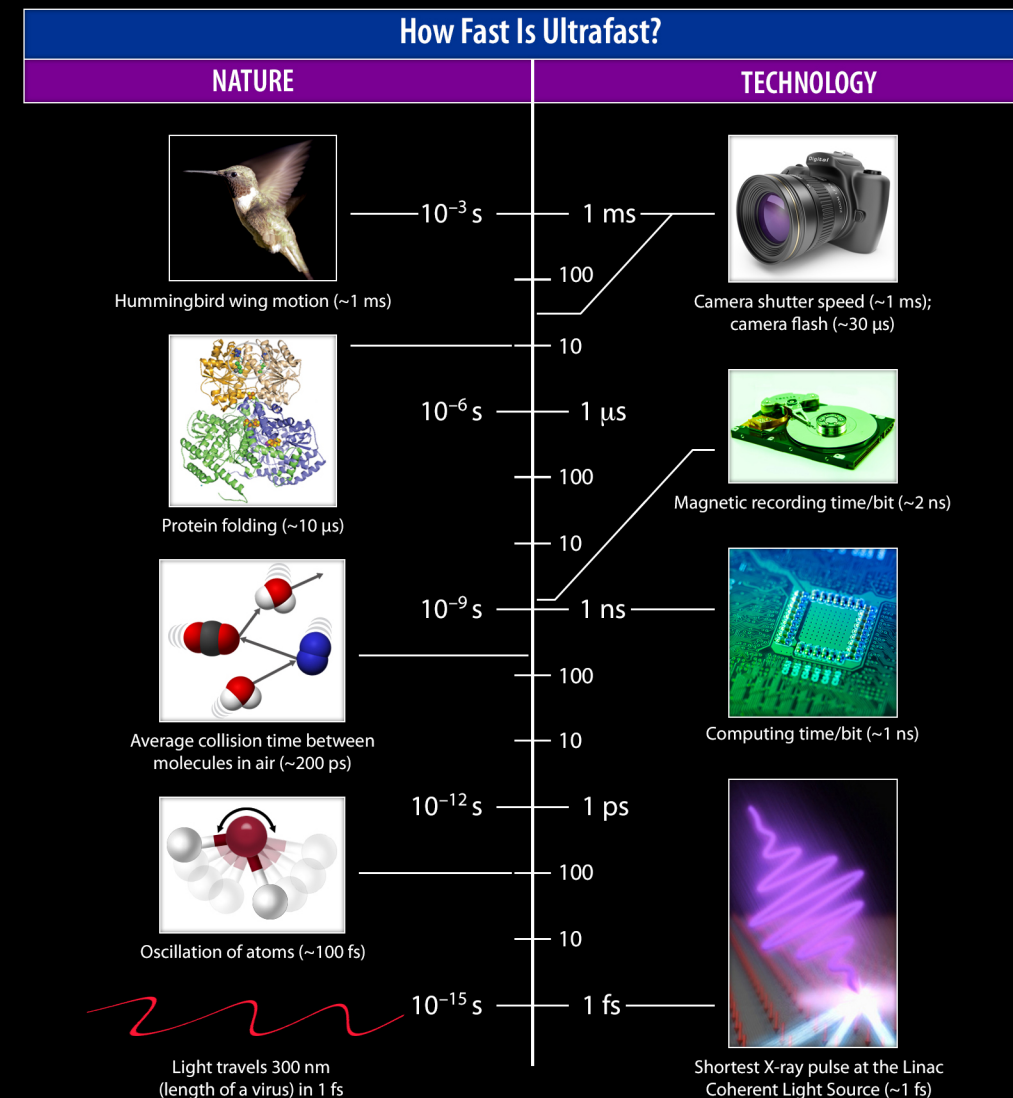 How Fast Is Ultrafast?
NATURE
TECHNOLOGY
Digital
10⁻³ s
1 ms
100
Hummingbird wing motion (~1 ms)
Camera shutter speed (~1 ms);
camera flash (~30 µs)
10
10⁻⁶ s
1 µs
100
Magnetic recording time/bit (~2 ns)
Protein folding (~10 µs)
10
10⁻⁹ s
1 ns
100
Computing time/bit (~1 ns)
Average collision time between
molecules in air (~200 ps)
10
10⁻¹² s
1 ps
100
10
Oscillation of atoms (~100 fs)
10⁻¹⁵ s
1 fs
Light travels 300 nm
(length of a virus) in 1 fs
Shortest X-ray pulse at the Linac
Coherent Light Source (~1 fs)